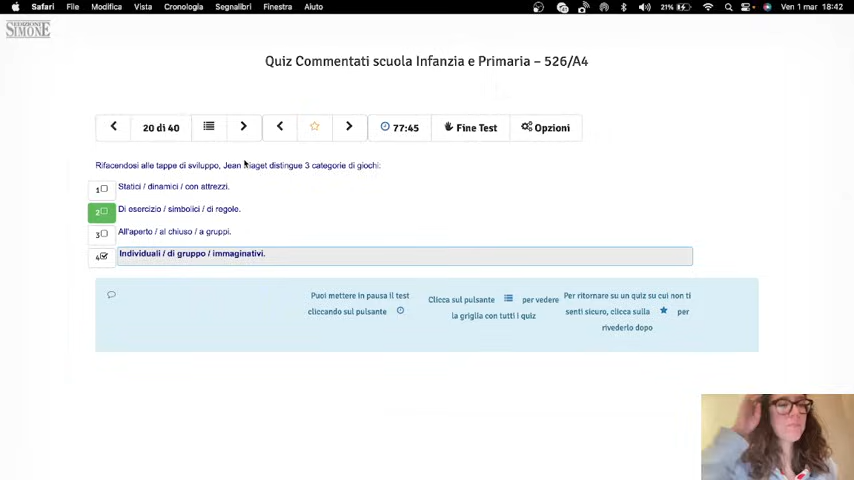 Safari File Modifica Vista Cronologia Segnalibri Finestra Aiuto 21% Ven 1 mar 18:42
EDIZIONI
SIMONE
Quiz Commentati scuola Infanzia e Primaria – 526/A4
20 di 40 77:45 Fine Test Opzioni
Rifacendosi alle tappe di sviluppo, Jean Piaget distingue 3 categorie di giochi:
1 Statici / dinamici / con attrezzi.
2 Di esercizio / simbolici / di regole.
3 All'aperto / al chiuso / a gruppi.
4 Individuali / di gruppo / immaginativi.
Puoi mettere in pausa il test
cliccando sul pulsante
Clicca sul pulsante per vedere
la griglia con tutti i quiz
Per ritornare su un quiz su cui non ti
senti sicuro, clicca sulla per
rivederlo dopo